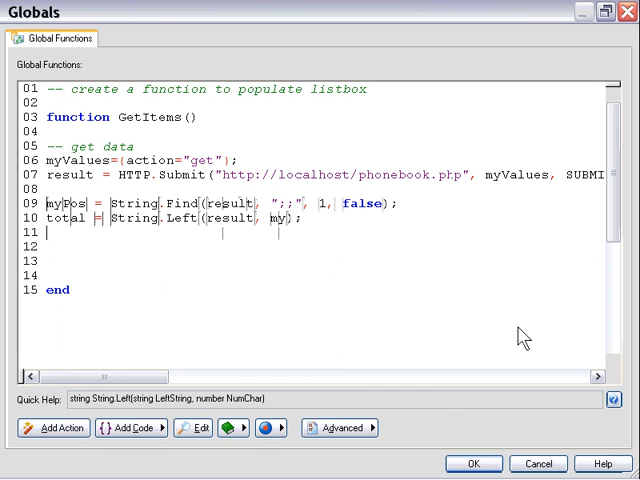 Globals
Global Functions
Global Functions:
01 -- create a function to populate listbox
02
03 function GetItems()
04
05 -- get data
06 myValues={action="get"};
07 result = HTTP.Submit("http://localhost/phonebook.php", myValues, SUBMI
08
09 myPos = String.Find(result, ";;", 1, false);
10 total = String.Left(result, my);
11
12
13
14
15 end
Quick Help: string String.Left(string LeftString, number NumChar)
Add Action { } Add Code Edit Advanced
OK Cancel Help